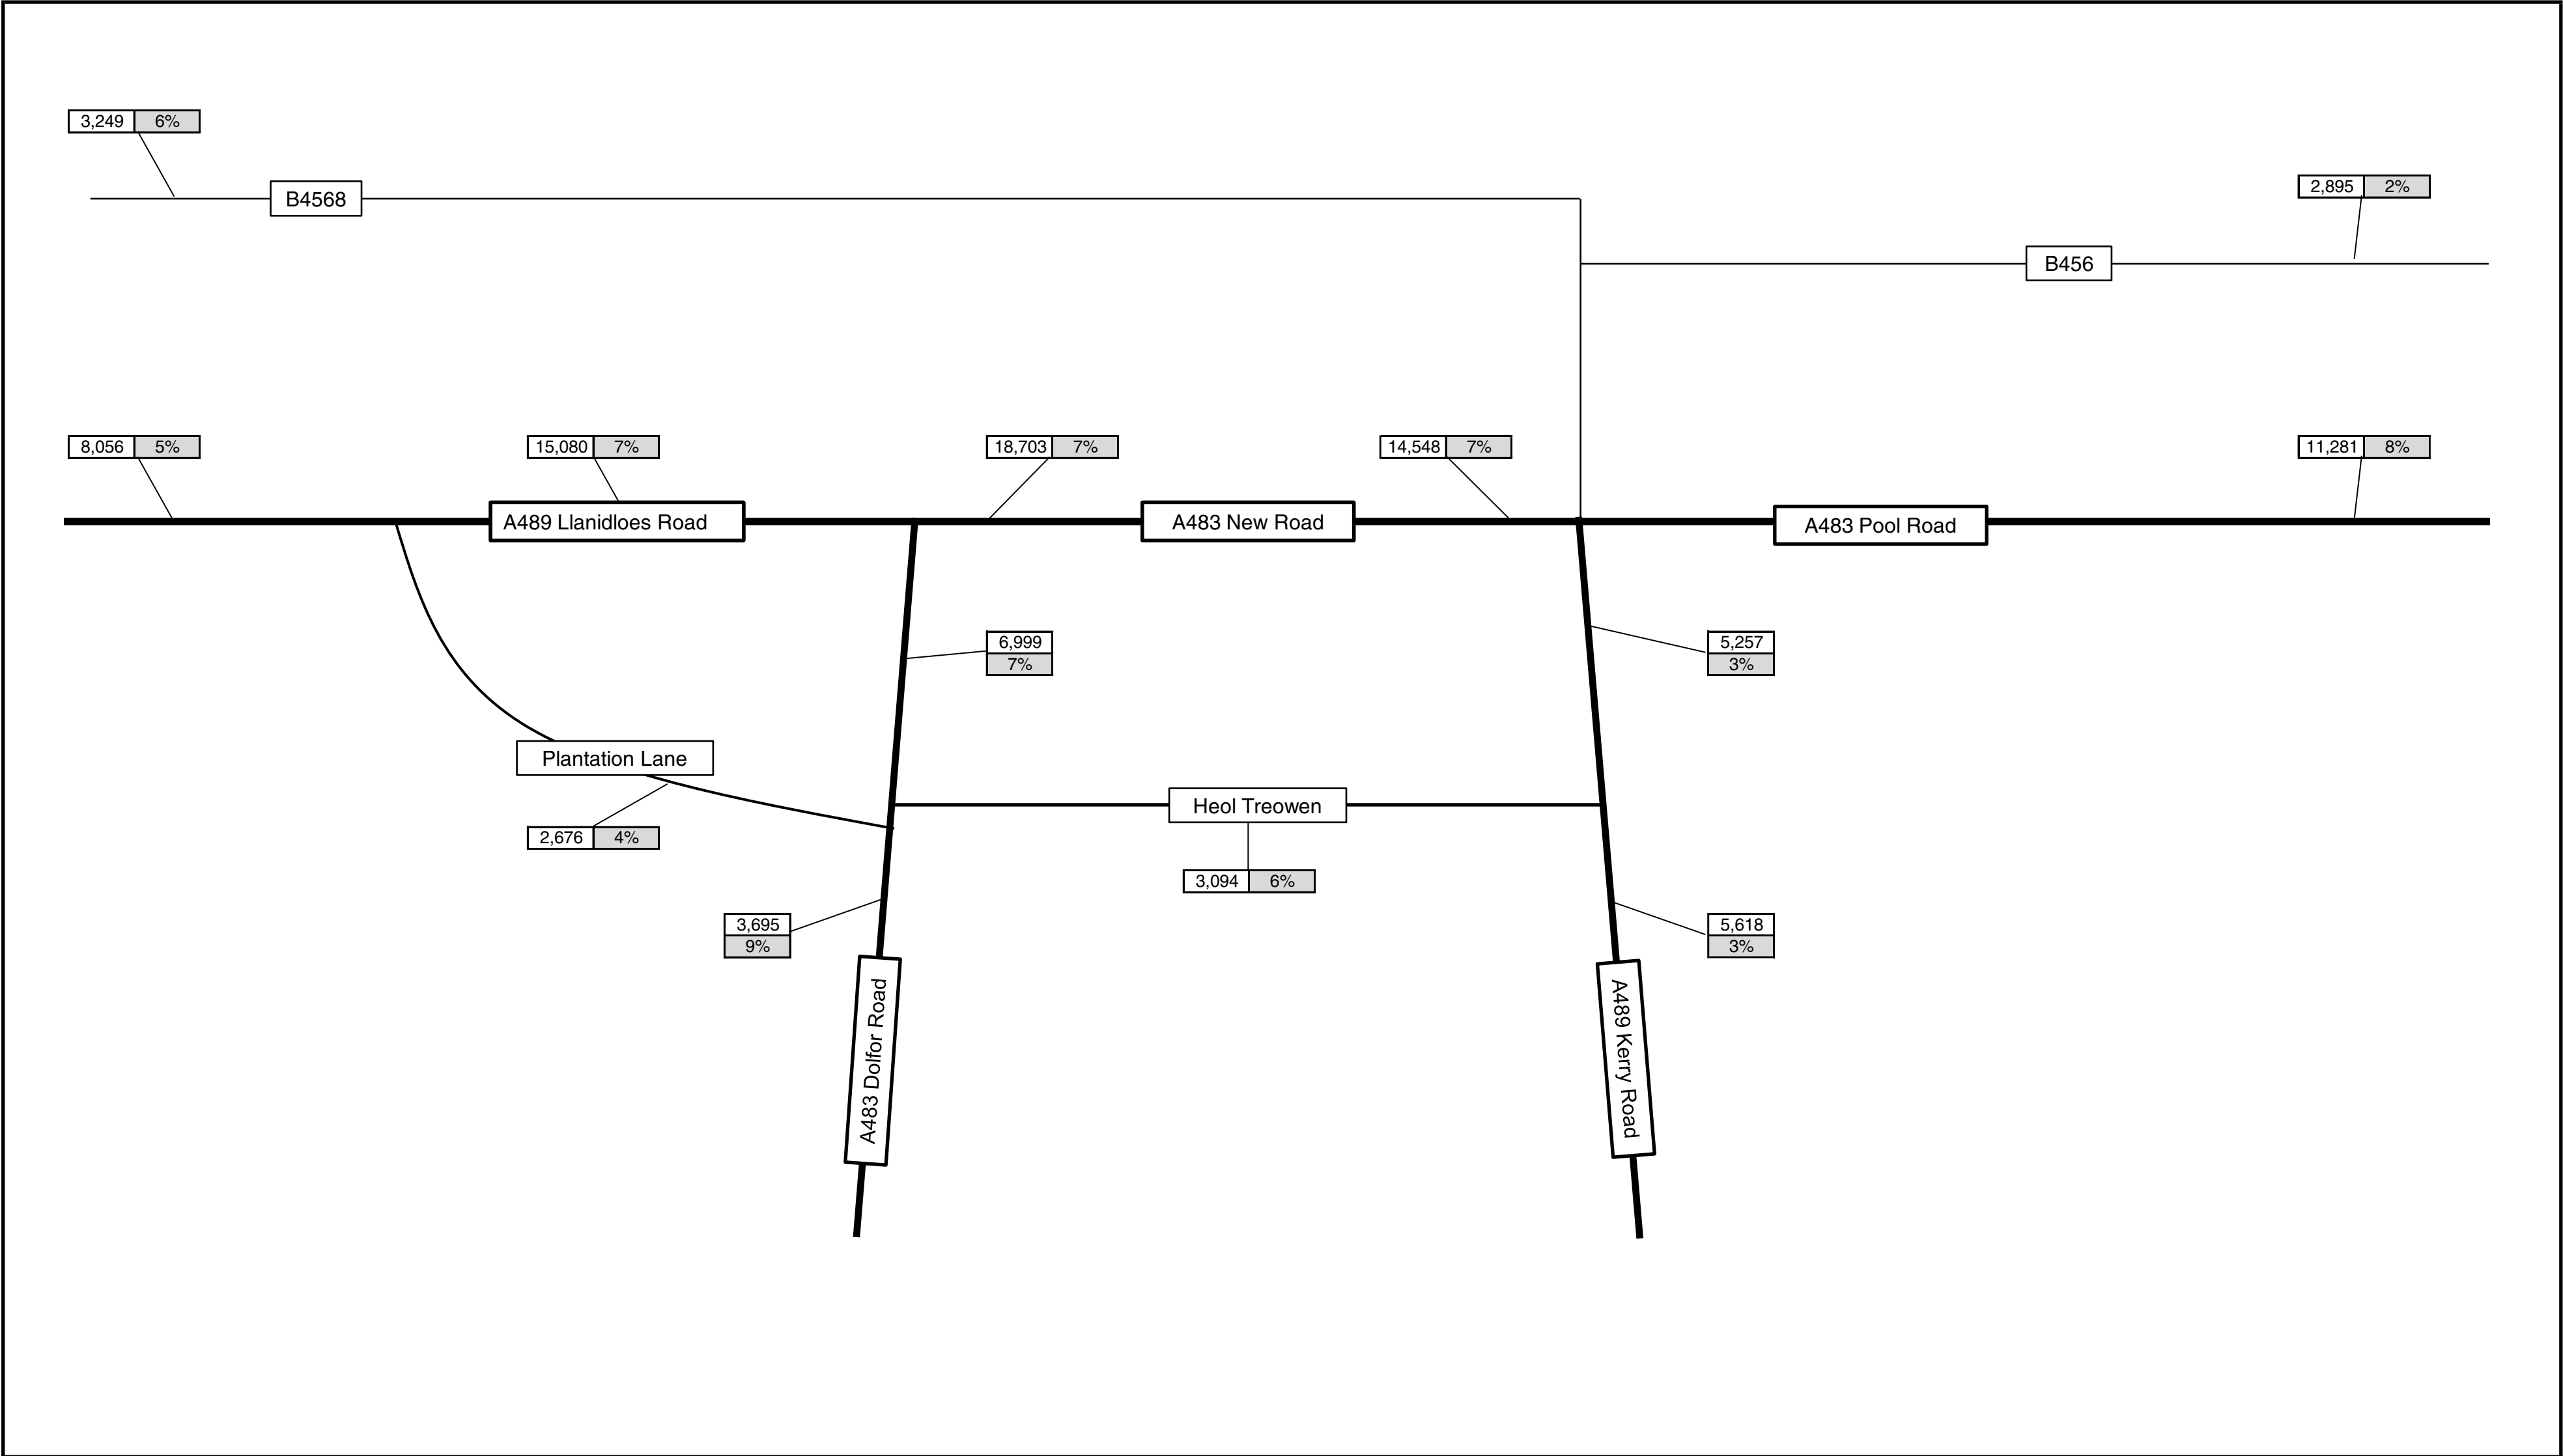 3,249 6%
B4568
2,895 2%
B456
8,056 5%
15,080 7%
18,703 7%
14,548 7%
11,281 8%
A489 Llanidloes Road
A483 New Road
A483 Pool Road
6,999
7%
5,257
3%
Plantation Lane
2,676 4%
Heol Treowen
3,094 6%
3,695
9%
5,618
3%
A483 Dolfor Road
A489 Kerry Road